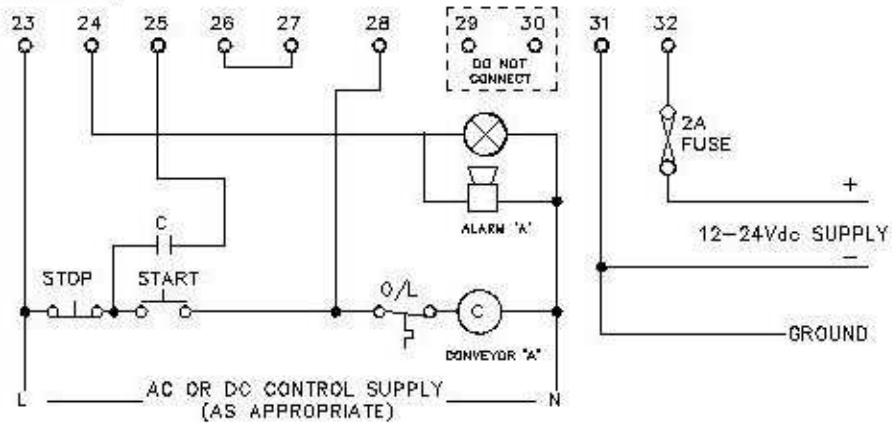 23 24 25 26 27 28 29 30 31 32
DO NOT
CONNECT
2A
FUSE
+
ALARM "A"
12-24Vdc SUPPLY
C
-
STOP START
O/L
C
GROUND
CONVEYOR "A"
L AC OR DC CONTROL SUPPLY N
(AS APPROPRIATE)